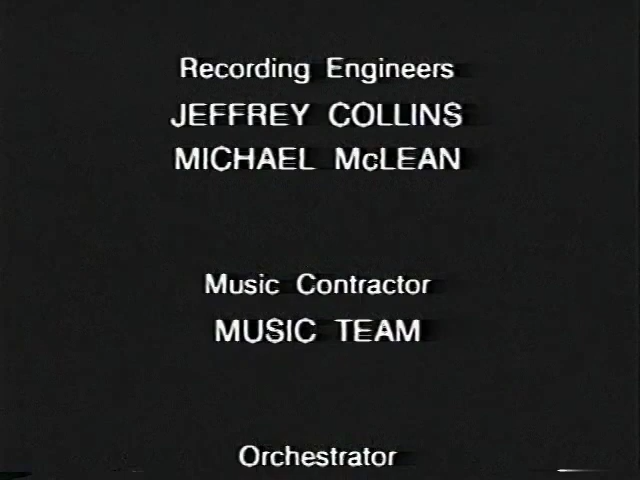 Recording Engineers
JEFFREY COLLINS
MICHAEL McLEAN
Music Contractor
MUSIC TEAM
Orchestrator